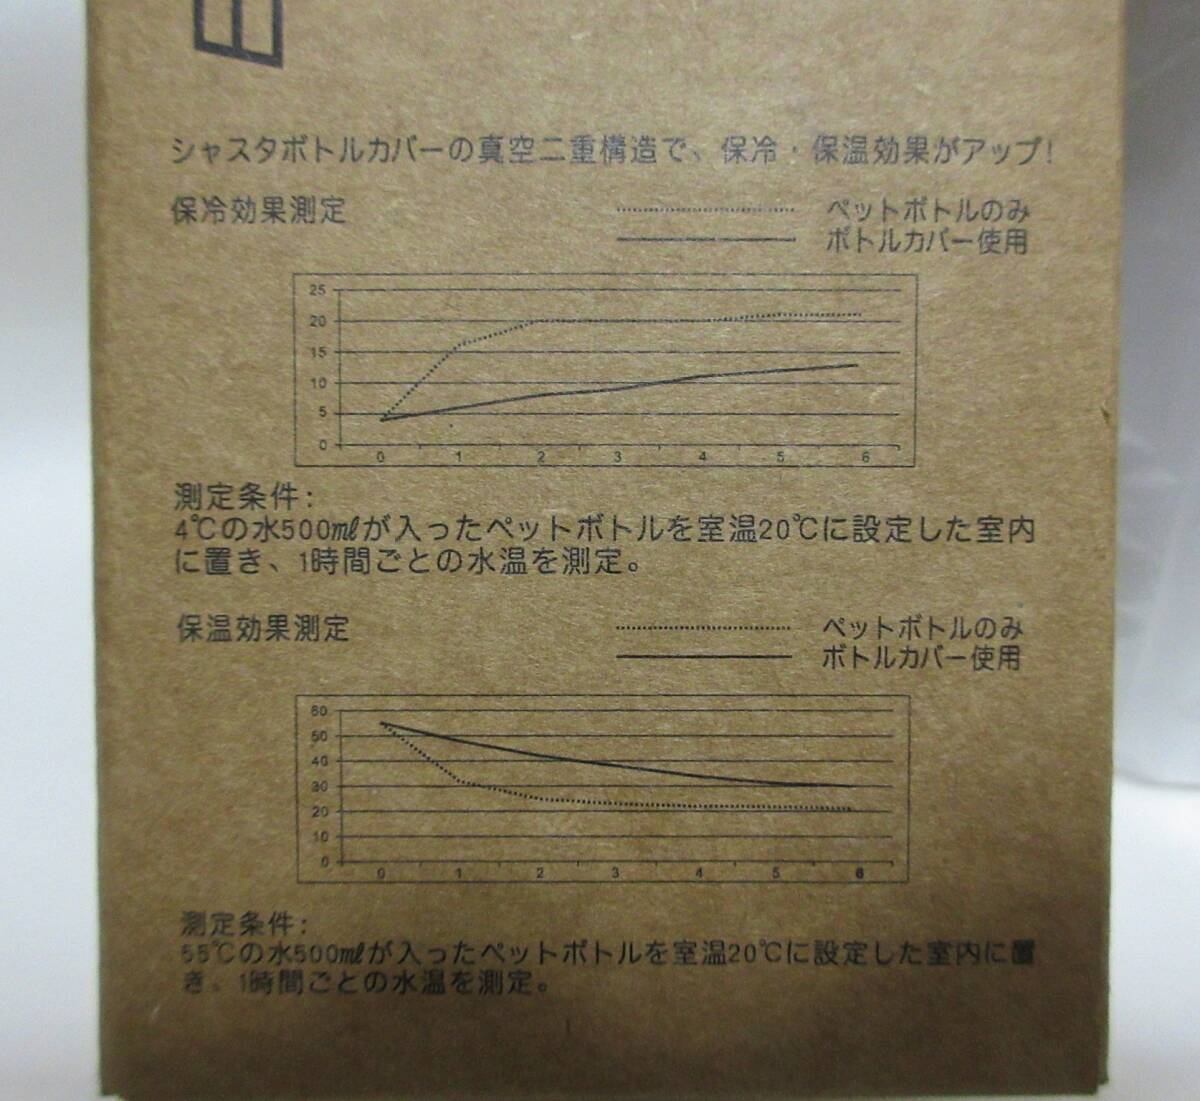 シャスタボトルカバーの真空二重構造で、保冷・保温効果がアップ!
保冷効果測定
ペットボトルのみ
ボトルカバー使用
25
20
15
10
5
0
0 1 2 3 4 5 6
測定条件:
4℃の水500㎖が入ったペットボトルを室温20℃に設定した室内
に置き、1時間ごとの水温を測定。
保温効果測定
ペットボトルのみ
ボトルカバー使用
60
50
40
30
20
10
0
0 1 2 3 4 5 6
測定条件:
55℃の水500㎖が入ったペットボトルを室温20℃に設定した室内に置
き、1時間ごとの水温を測定。